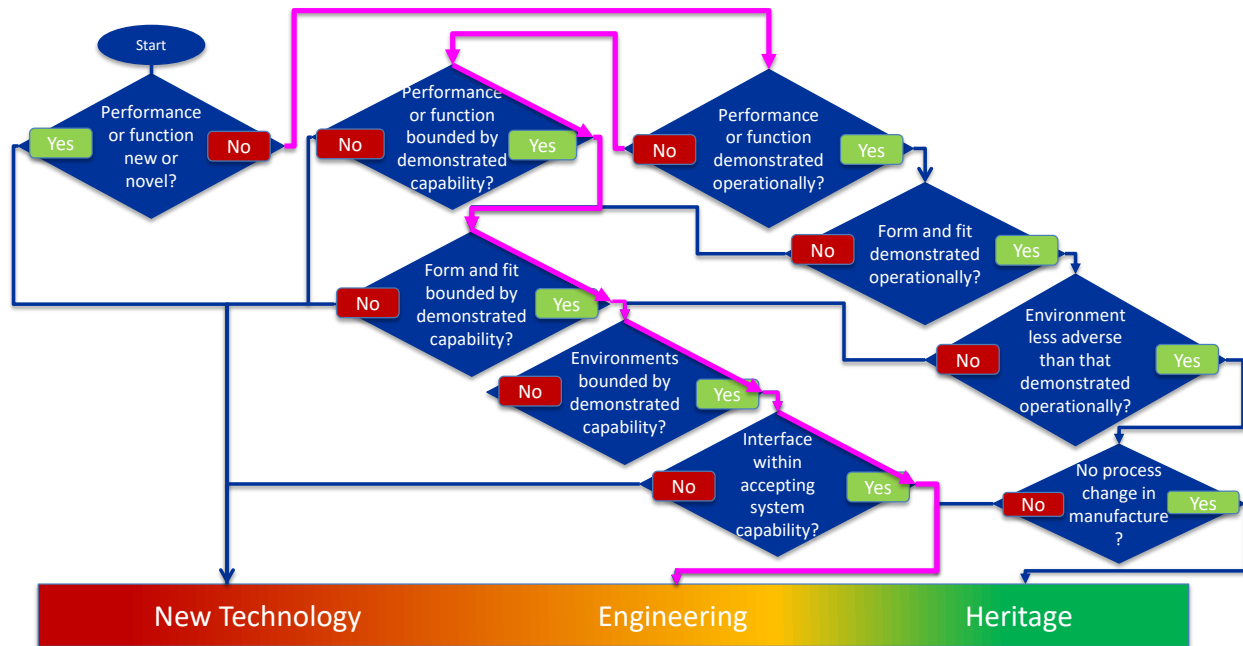 Start
Performance
or function
new or
novel?
Yes
No
Performance
or function
bounded by
demonstrated
capability?
No
Yes
Performance
or function
demonstrated
operationally?
No
Yes
Form and fit
demonstrated
operationally?
No
Yes
Form and fit
bounded by
demonstrated
capability?
No
Yes
Environment
less adverse
than that
demonstrated
operationally?
No
Yes
Environments
bounded by
demonstrated
capability?
No
Yes
Interface
within
accepting
system
capability?
No
Yes
No process
change in
manufacture
?
No
Yes
New Technology
Engineering
Heritage